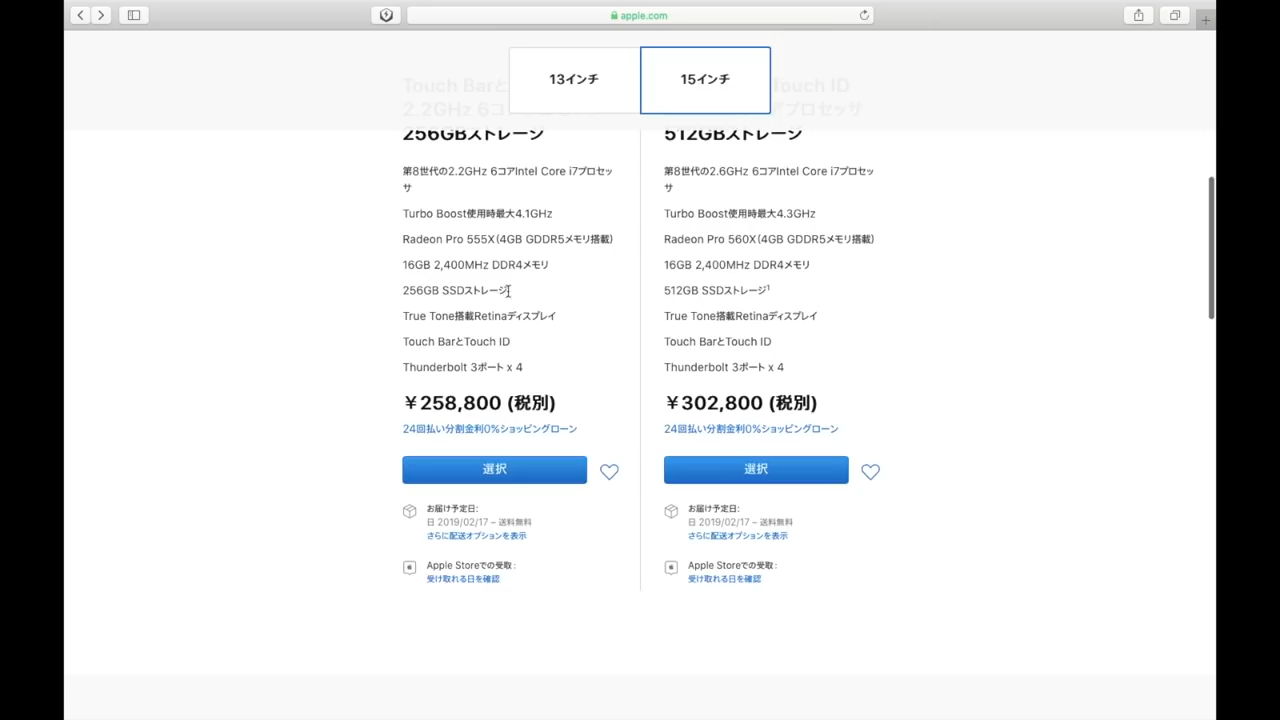 apple.com
13インチ
15インチ
Touch Barと
Touch ID
2.2GHz 6コ
プロセッサ
256GBストレージ
512GBストレージ
第8世代の2.2GHz 6コアIntel Core i7プロセッ
サ
Turbo Boost使用時最大4.1GHz
Radeon Pro 555X(4GB GDDR5メモリ搭載)
16GB 2,400MHz DDR4メモリ
256GB SSDストレージ
True Tone搭載Retinaディスプレイ
Touch BarとTouch ID
Thunderbolt 3ポート x 4
¥258,800 (税別)
24回払い分割金利0%ショッピングローン
選択
お届け予定日:
日 2019/02/17 – 送料無料
さらに配送オプションを表示
Apple Storeでの受取:
受け取れる日を確認
第8世代の2.6GHz 6コアIntel Core i7プロセッ
サ
Turbo Boost使用時最大4.3GHz
Radeon Pro 560X(4GB GDDR5メモリ搭載)
16GB 2,400MHz DDR4メモリ
512GB SSDストレージ¹
True Tone搭載Retinaディスプレイ
Touch BarとTouch ID
Thunderbolt 3ポート x 4
¥302,800 (税別)
24回払い分割金利0%ショッピングローン
選択
お届け予定日:
日 2019/02/17 – 送料無料
さらに配送オプションを表示
Apple Storeでの受取:
受け取れる日を確認